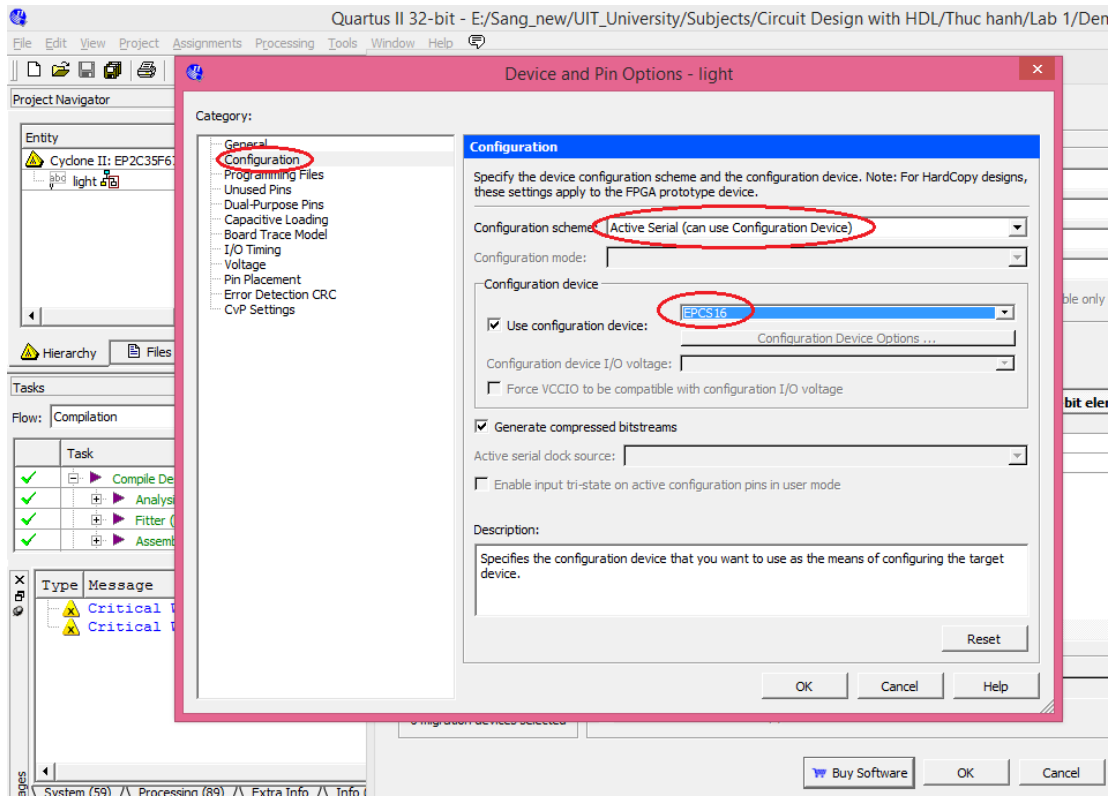 Quartus II 32-bit - E:/Sang_new/UIT_University/Subjects/Circuit Design with HDL/Thuc hanh/Lab 1/Den
File Edit View Project Assignments Processing Tools Window Help
Project Navigator
Entity
Cyclone II: EP2C35F67
abc light
Hierarchy Files
Tasks
Flow: Compilation
Task
Compile De
Analysi
Fitter (
Assemb
Type Message
Critical W
Critical W
System (59) Processing (89) Extra Info Info
Device and Pin Options - light
Category:
General
Configuration
Programming Files
Unused Pins
Dual-Purpose Pins
Capacitive Loading
Board Trace Model
I/O Timing
Voltage
Pin Placement
Error Detection CRC
CvP Settings
Configuration
Specify the device configuration scheme and the configuration device. Note: For HardCopy designs,
these settings apply to the FPGA prototype device.
Configuration scheme: Active Serial (can use Configuration Device)
Configuration mode:
Configuration device
Use configuration device: EPCS16
Configuration Device Options ...
Configuration device I/O voltage:
Force VCCIO to be compatible with configuration I/O voltage
Generate compressed bitstreams
Active serial clock source:
Enable input tri-state on active configuration pins in user mode
Description:
Specifies the configuration device that you want to use as the means of configuring the target
device.
Reset
OK Cancel Help
ble only
bit eler
migration devices selected
Buy Software OK Cancel